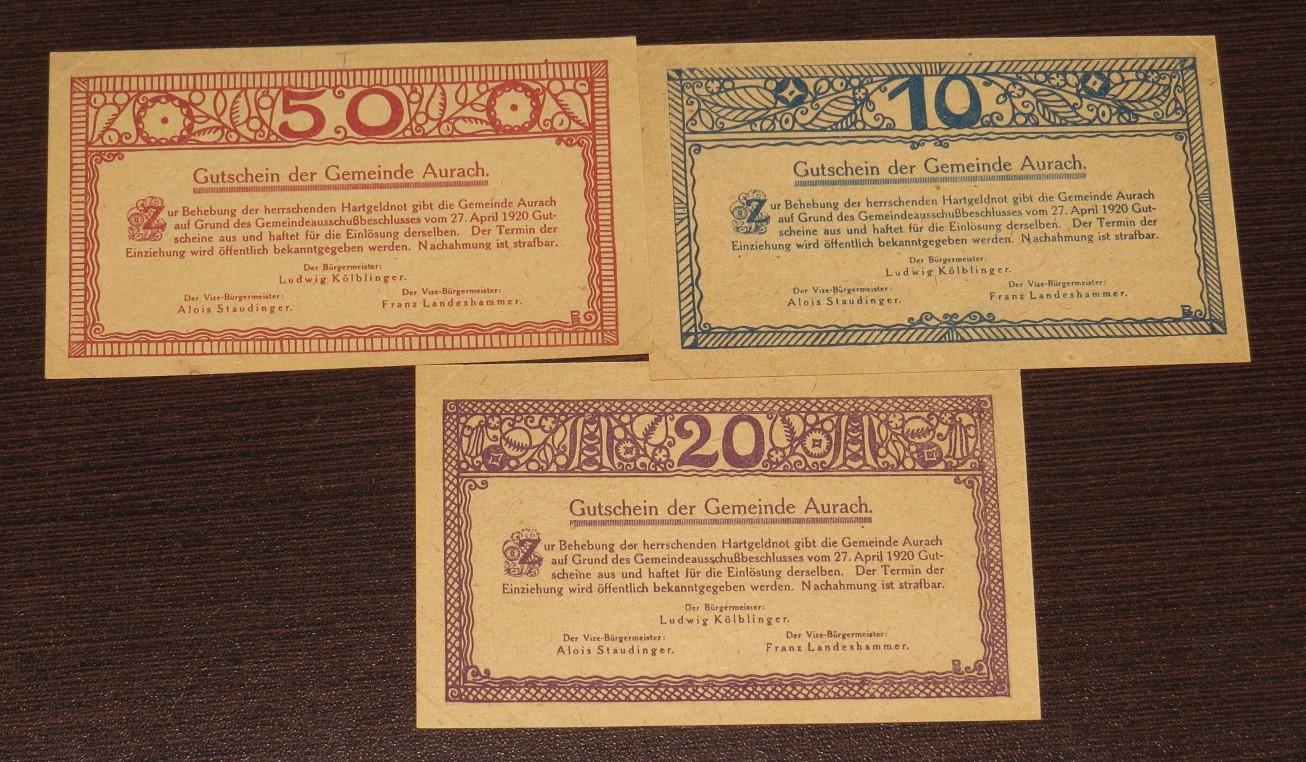 50
Gutschein der Gemeinde Aurach.
Zur Behebung der herrschenden Hartgeldnot gibt die Gemeinde Aurach
auf Grund des Gemeindeausschußbeschlusses vom 27. April 1920 Gut-
scheine aus und haftet für die Einlösung derselben. Der Termin der
Einziehung wird öffentlich bekanntgegeben werden. Nachahmung ist strafbar.
Der Bürgermeister:
Ludwig Kölblinger.
Der Vize-Bürgermeister: Der Vize-Bürgermeister:
Alois Staudinger. Franz Landeshammer.
10
Gutschein der Gemeinde Aurach.
Zur Behebung der herrschenden Hartgeldnot gibt die Gemeinde Aurach
auf Grund des Gemeindeausschußbeschlusses vom 27. April 1920 Gut-
scheine aus und haftet für die Einlösung derselben. Der Termin der
Einziehung wird öffentlich bekanntgegeben werden. Nachahmung ist strafbar.
Der Bürgermeister:
Ludwig Kölblinger.
Der Vize-Bürgermeister: Der Vize-Bürgermeister:
Alois Staudinger. Franz Landeshammer.
20
Gutschein der Gemeinde Aurach.
Zur Behebung der herrschenden Hartgeldnot gibt die Gemeinde Aurach
auf Grund des Gemeindeausschußbeschlusses vom 27. April 1920 Gut-
scheine aus und haftet für die Einlösung derselben. Der Termin der
Einziehung wird öffentlich bekanntgegeben werden. Nachahmung ist strafbar.
Der Bürgermeister:
Ludwig Kölblinger.
Der Vize-Bürgermeister: Der Vize-Bürgermeister:
Alois Staudinger. Franz Landeshammer.